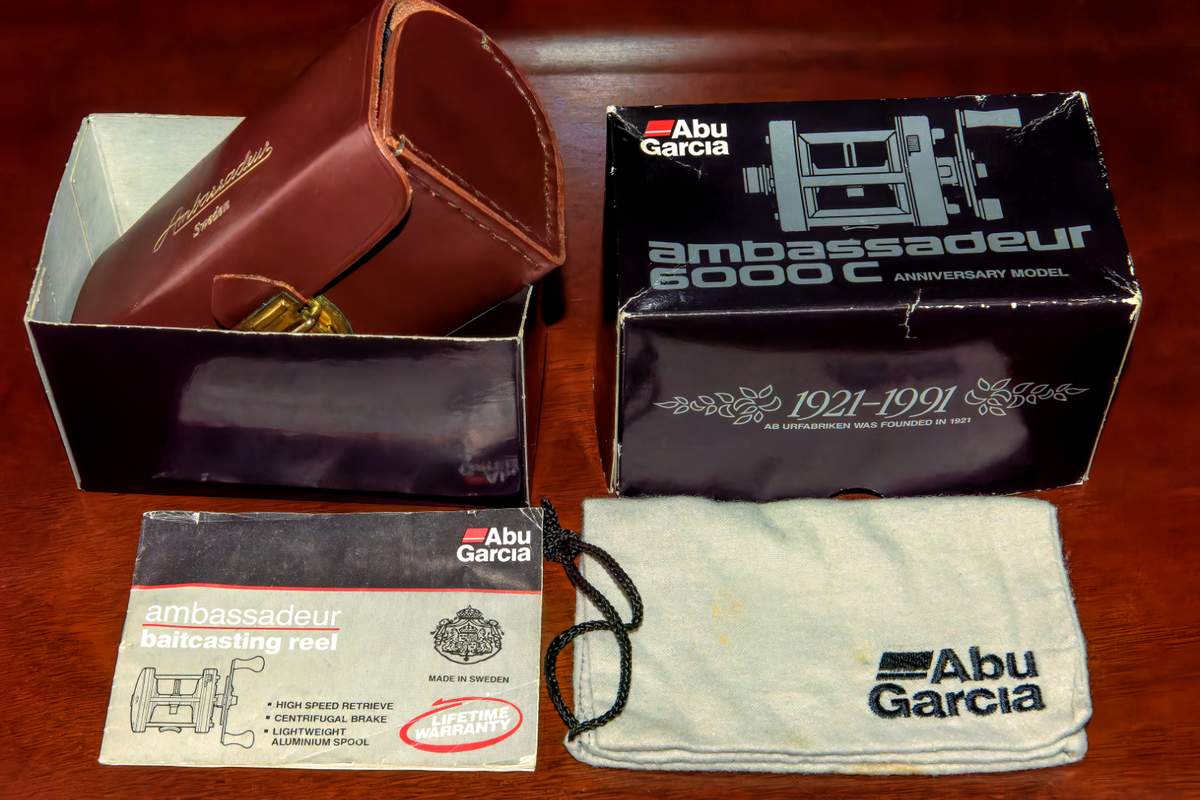 Ambassadeur
Sweden
Abu
Garcia
ambassadeur
6000 C ANNIVERSARY MODEL
1921-1991
AB URFABRIKEN WAS FOUNDED IN 1921
Abu
Garcia
ambassadeur
baitcasting reel
MADE IN SWEDEN
▪ HIGH SPEED RETRIEVE
▪ CENTRIFUGAL BRAKE
▪ LIGHTWEIGHT
ALUMINIUM SPOOL
LIFETIME
WARRANTY
Abu
Garcia